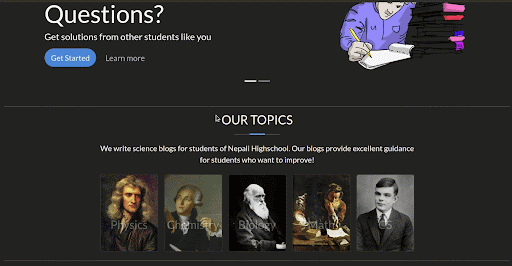 Questions?
Get solutions from other students like you
Get Started Learn more
OUR TOPICS
We write science blogs for students of Nepali Highschool. Our blogs provide excellent guidance
for students who want to improve!
Physics Chemistry Biology Maths CS